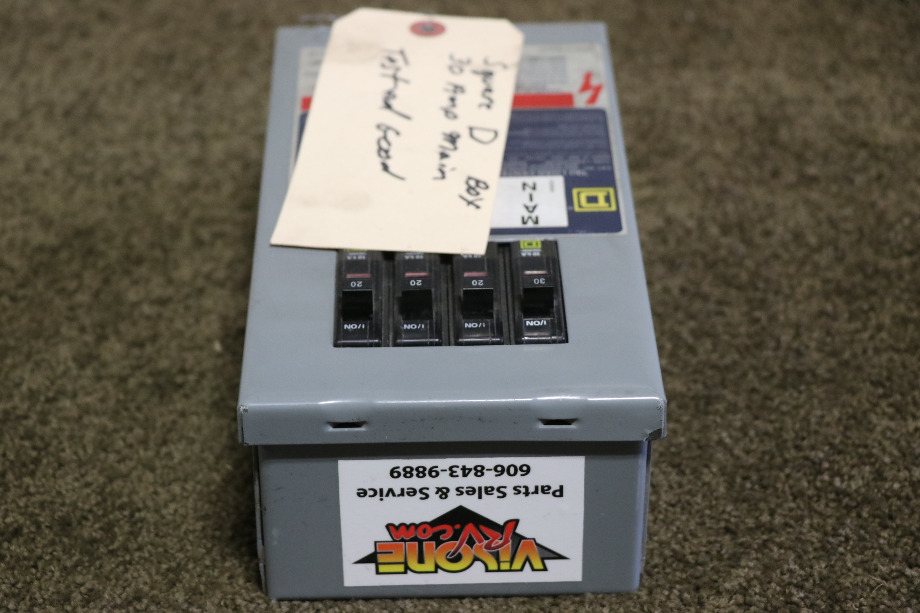 Square D Box
30 Amp Main
Tested Good
MAIN
20
20
20
30
I/ON
I/ON
I/ON
I/ON
ViSONE
RV.com
Parts Sales & Service
606-843-9889